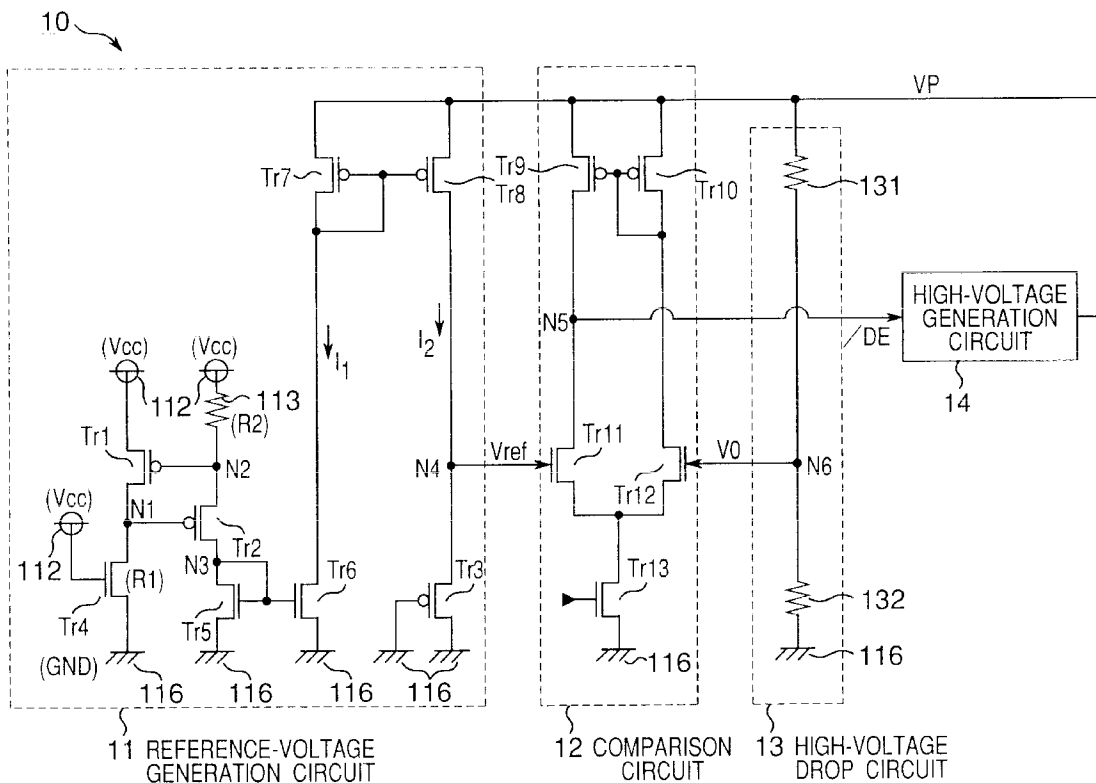 10
VP
Tr7
Tr8
Tr9
Tr10
131
HIGH-VOLTAGE
GENERATION
CIRCUIT
14
DE
N5
I1
I2
(Vcc)
(Vcc)
112
113
(R2)
Tr1
N2
Vref
N4
Tr11
Tr12
V0
N6
(Vcc)
112
N1
Tr2
(R1)
N3
Tr4
Tr5
Tr6
Tr3
Tr13
132
(GND)
116
116
116
116
116
116
11 REFERENCE-VOLTAGE
GENERATION CIRCUIT
12 COMPARISON
CIRCUIT
13 HIGH-VOLTAGE
DROP CIRCUIT